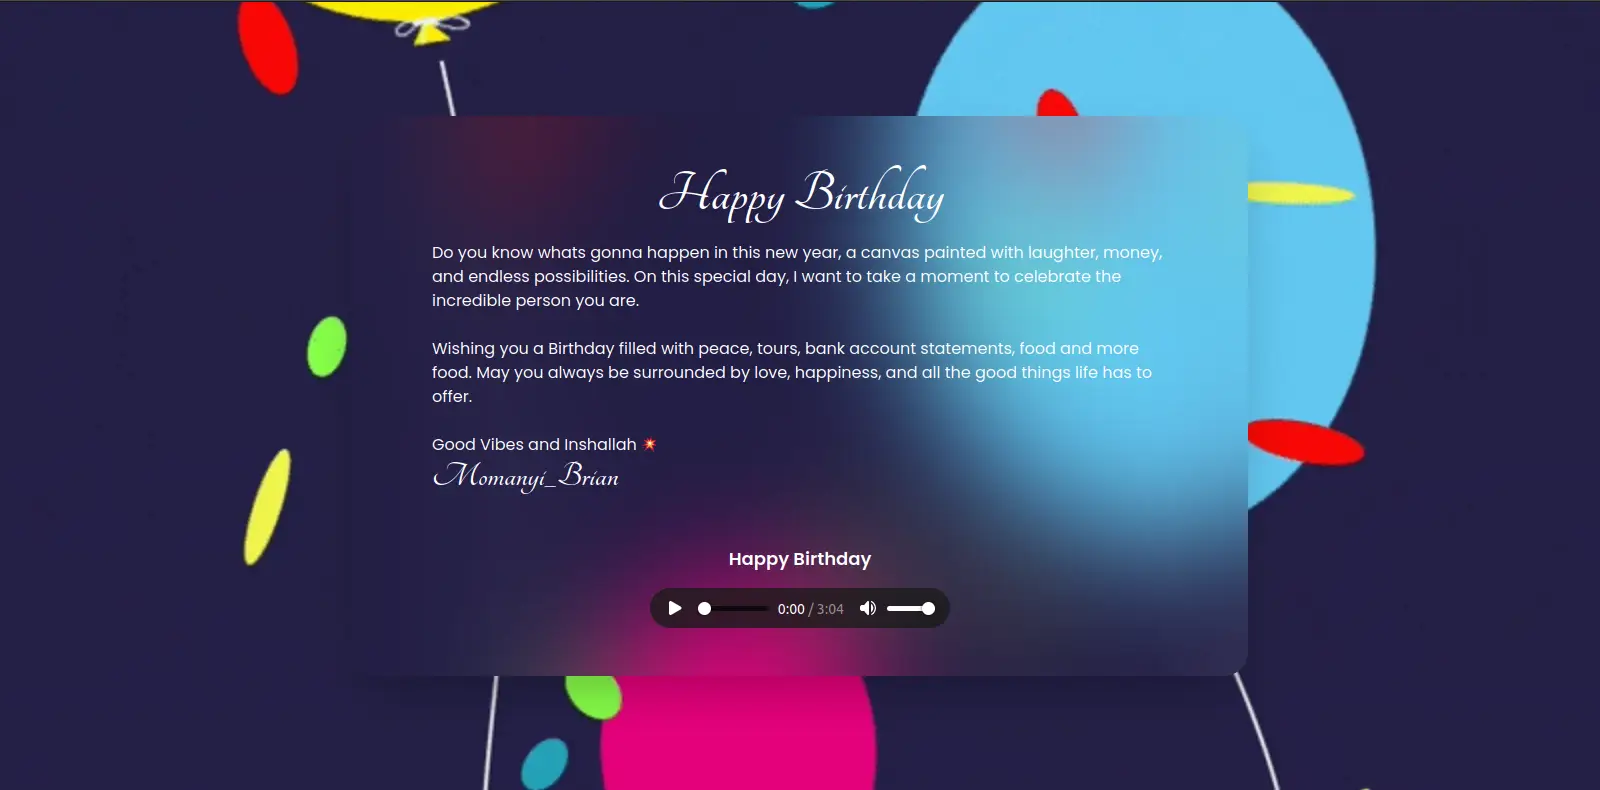 Happy Birthday
Do you know whats gonna happen in this new year, a canvas painted with laughter, money,
and endless possibilities. On this special day, I want to take a moment to celebrate the
incredible person you are.
Wishing you a Birthday filled with peace, tours, bank account statements, food and more
food. May you always be surrounded by love, happiness, and all the good things life has to
offer.
Good Vibes and Inshallah 💥
Momanyi_Brian
Happy Birthday
0:00 / 3:04